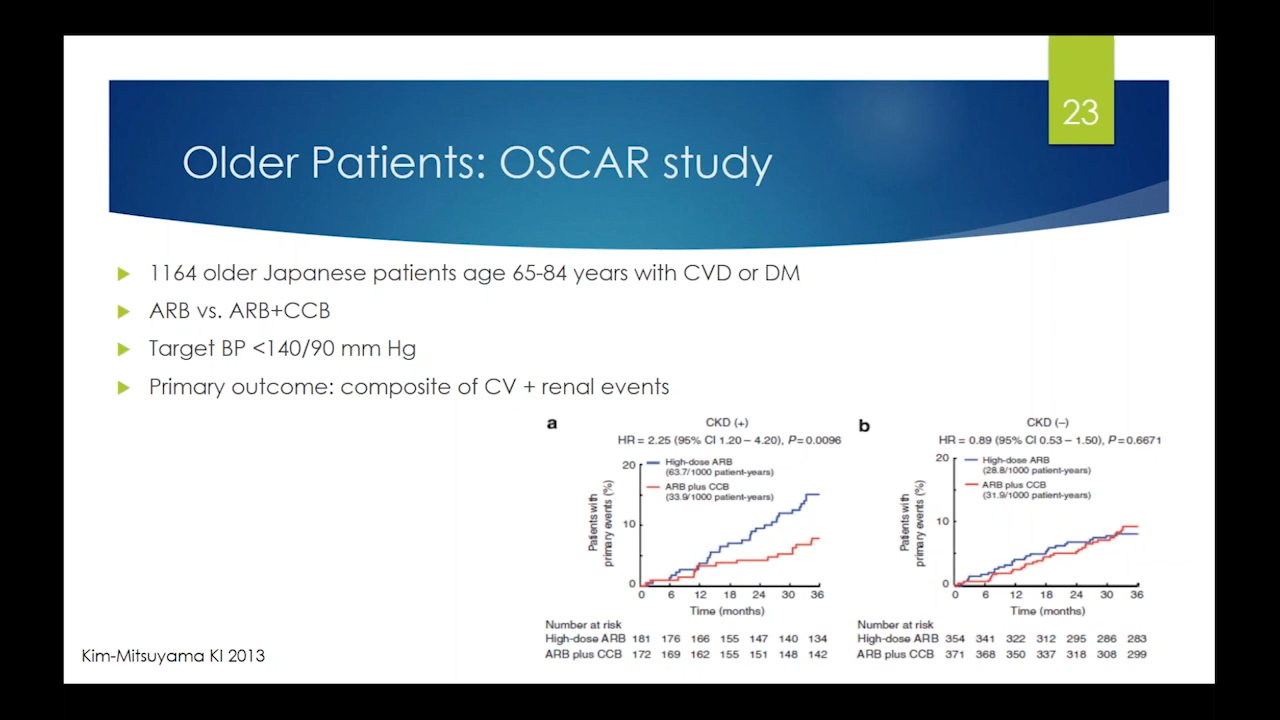 23
Older Patients: OSCAR study
1164 older Japanese patients age 65-84 years with CVD or DM
ARB vs. ARB+CCB
Target BP <140/90 mm Hg
Primary outcome: composite of CV + renal events
a
CKD (+)
HR = 2.25 (95% CI 1.20 – 4.20), P=0.0096
High-dose ARB
(63.7/1000 patient-years)
ARB plus CCB
(33.9/1000 patient-years)
Patients with
primary events (%)
20
10
0
0 6 12 18 24 30 36
Time (months)
Number at risk
High-dose ARB 181 176 166 155 147 140 134
ARB plus CCB 172 169 162 155 151 148 142
b
CKD (–)
HR = 0.89 (95% CI 0.53 – 1.50), P=0.6671
High-dose ARB
(28.8/1000 patient-years)
ARB plus CCB
(31.9/1000 patient-years)
Patients with
primary events (%)
20
10
0
0 6 12 18 24 30 36
Time (months)
Number at risk
High-dose ARB 354 341 322 312 295 286 283
ARB plus CCB 371 368 350 337 318 308 299
Kim-Mitsuyama KI 2013